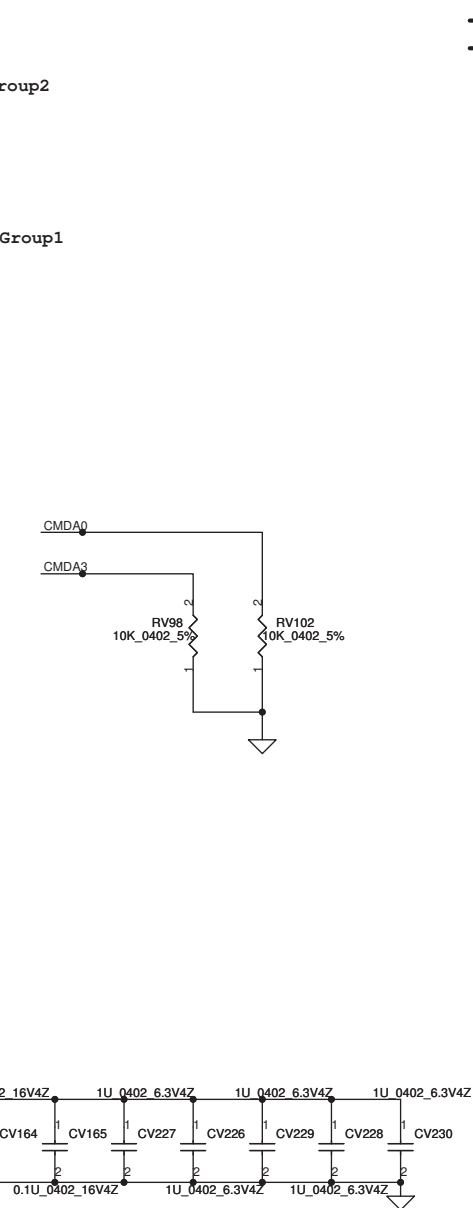 roup2
Group1
CMDA0
CMDA3
2 2
RV98 RV102
10K_0402_5% 10K_0402_5%
1 1
2_16V4Z 1U_0402_6.3V4Z 1U_0402_6.3V4Z 1U_0402_6.3V4Z
1 1 1 1 1 1
CV164 CV165 CV227 CV226 CV229 CV228 CV230
2 2 2 2 2 2
0.1U_0402_16V4Z 1U_0402_6.3V4Z 1U_0402_6.3V4Z